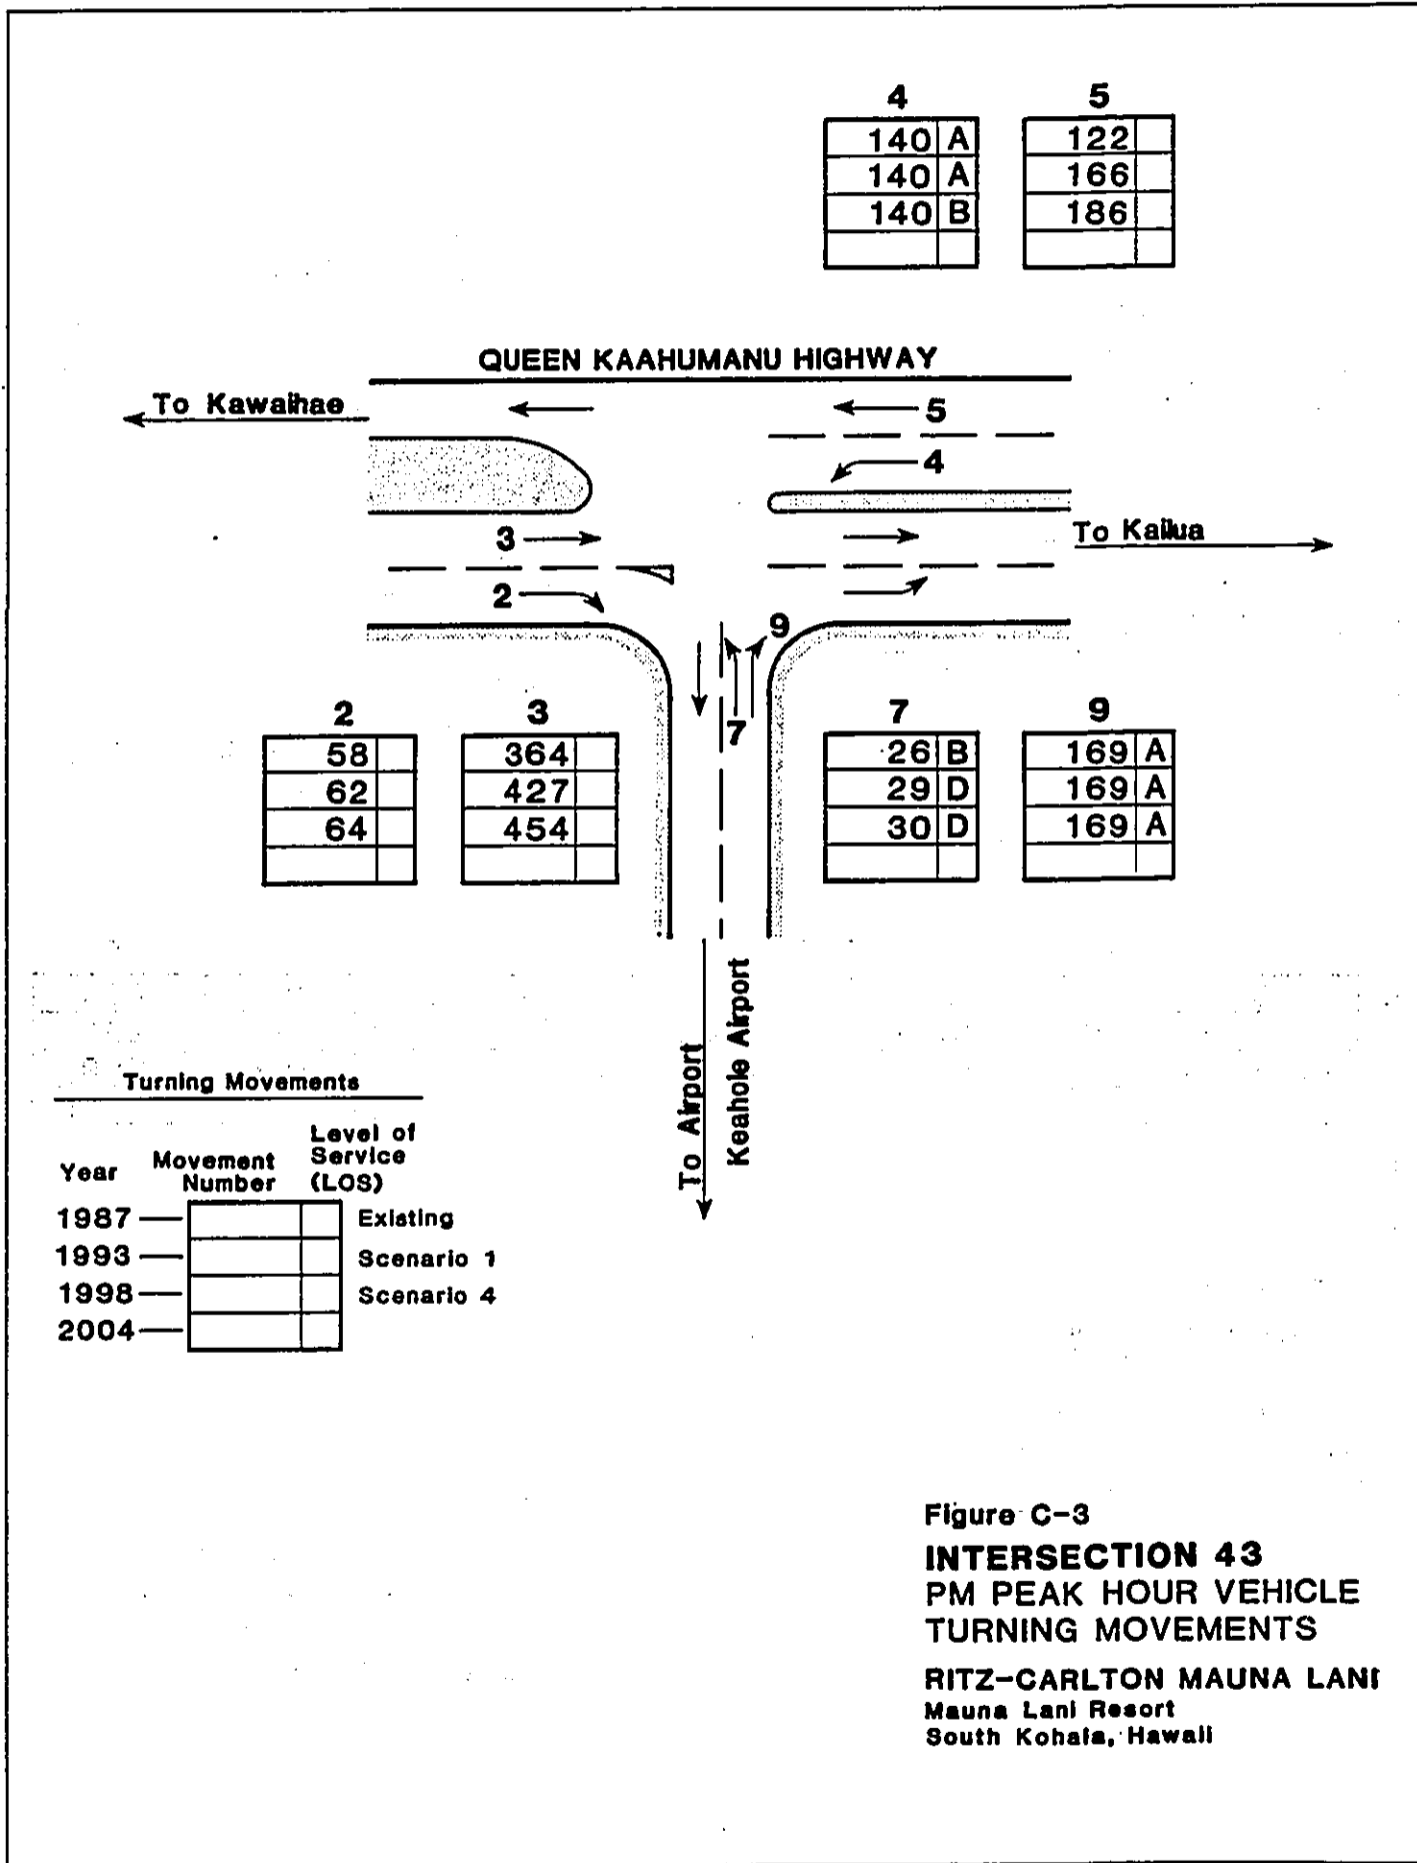 4 5
140 A 122
140 A 166
140 B 186
QUEEN KAAHUMANU HIGHWAY
To Kawaihae
5
4
3
To Kailua
2
9
7
2 3 7 9
58 364 26 B 169 A
62 427 29 D 169 A
64 454 30 D 169 A
To Airport
Keahole Airport
Turning Movements
Year Movement Number Level of Service (LOS)
1987 Existing
1993 Scenario 1
1998 Scenario 4
2004
Figure C-3
INTERSECTION 43
PM PEAK HOUR VEHICLE
TURNING MOVEMENTS
RITZ-CARLTON MAUNA LANI
Mauna Lani Resort
South Kohala, Hawaii